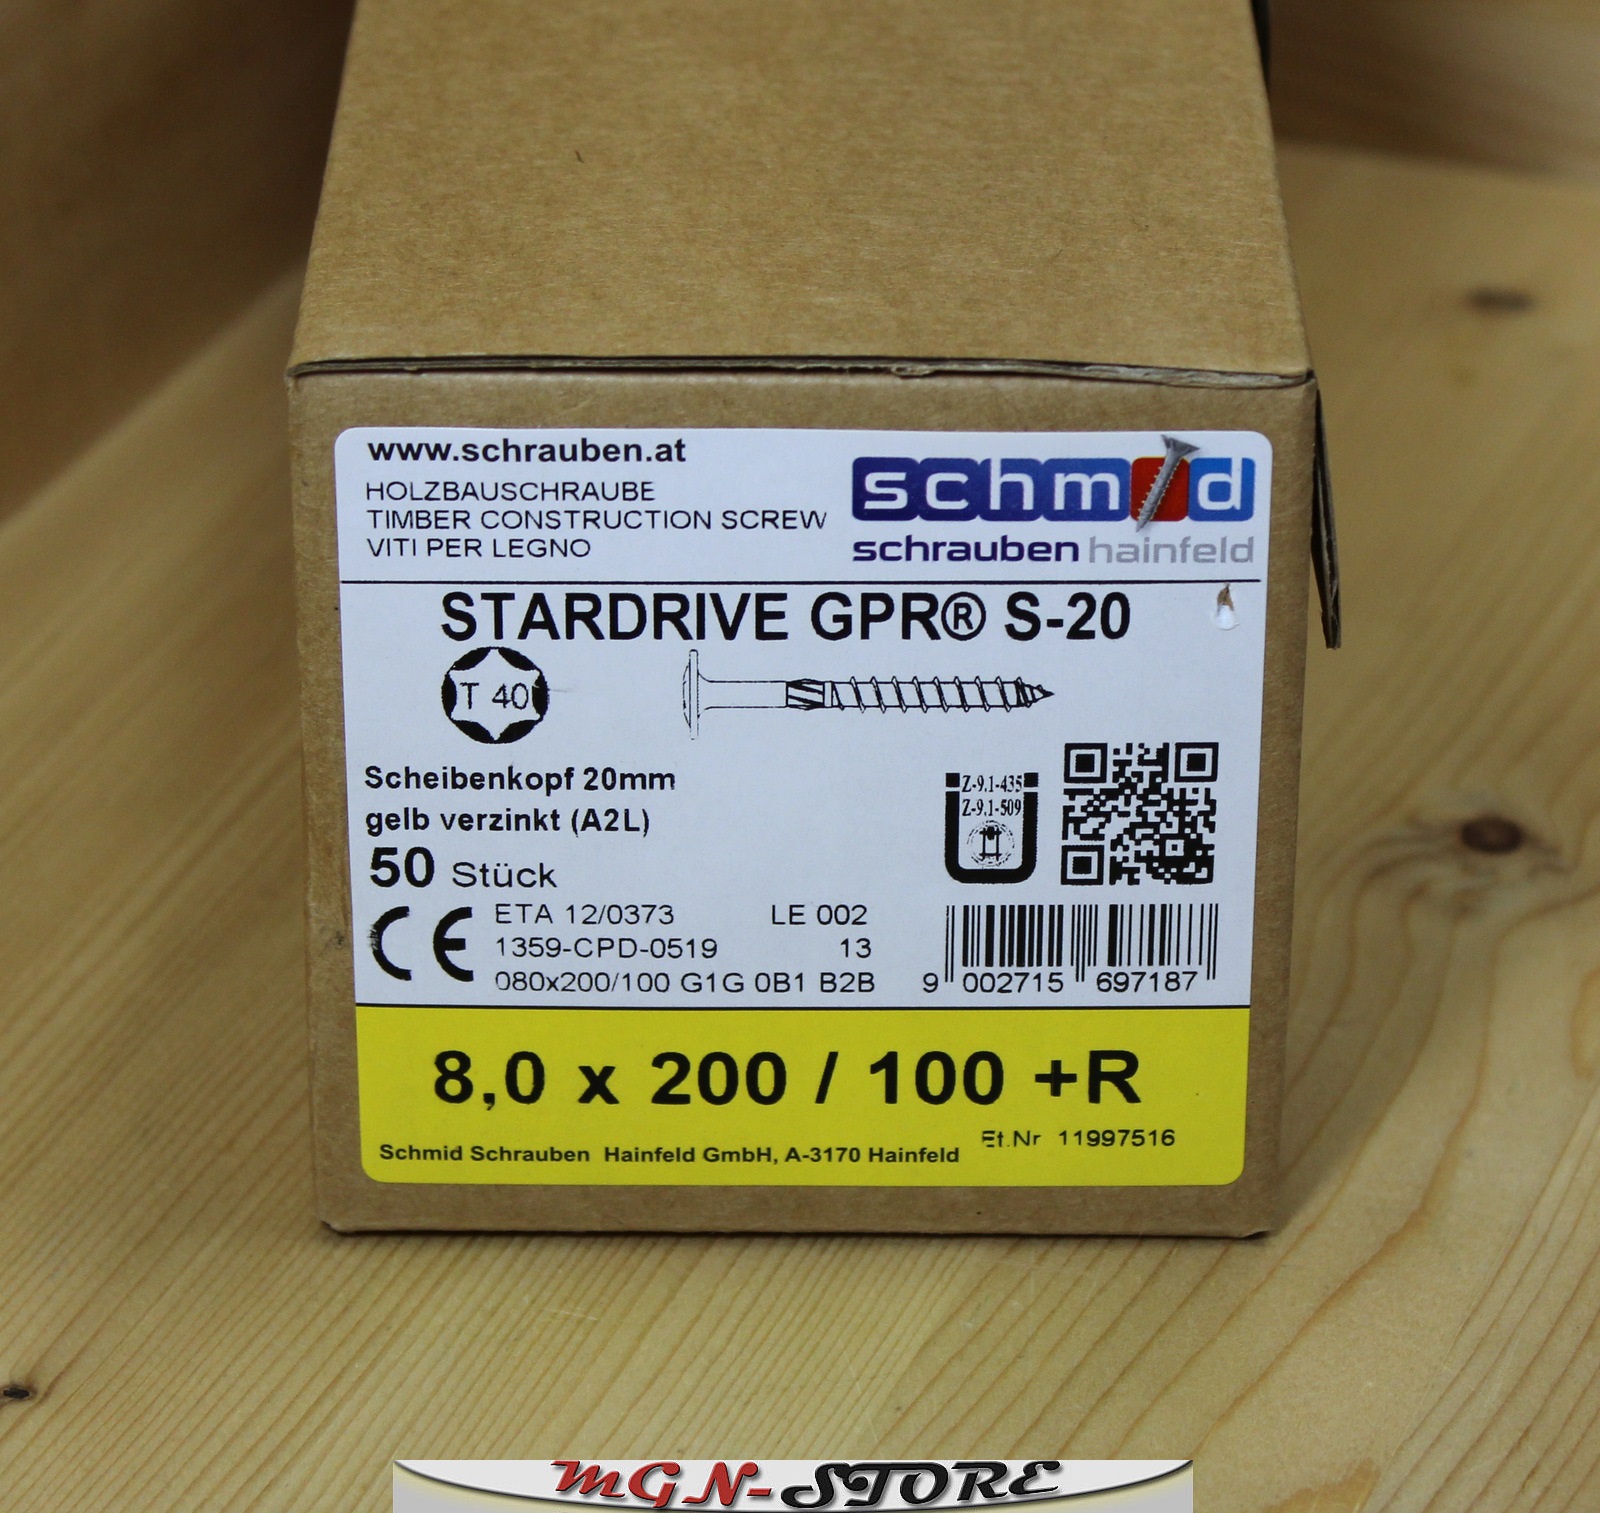 www.schrauben.at
HOLZBAUSCHRAUBE
TIMBER CONSTRUCTION SCREW
VITI PER LEGNO
schmid
schrauben hainfeld
STARDRIVE GPR® S-20
T 40
Scheibenkopf 20mm
gelb verzinkt (A2L)
50 Stück
Z-9.1-435
Z-9.1-509
CE
ETA 12/0373 LE 002
1359-CPD-0519 13
080x200/100 G1G 0B1 B2B
9 002715 697187
8,0 x 200 / 100 +R
Et.Nr 11997516
Schmid Schrauben Hainfeld GmbH, A-3170 Hainfeld
MGN-STORE